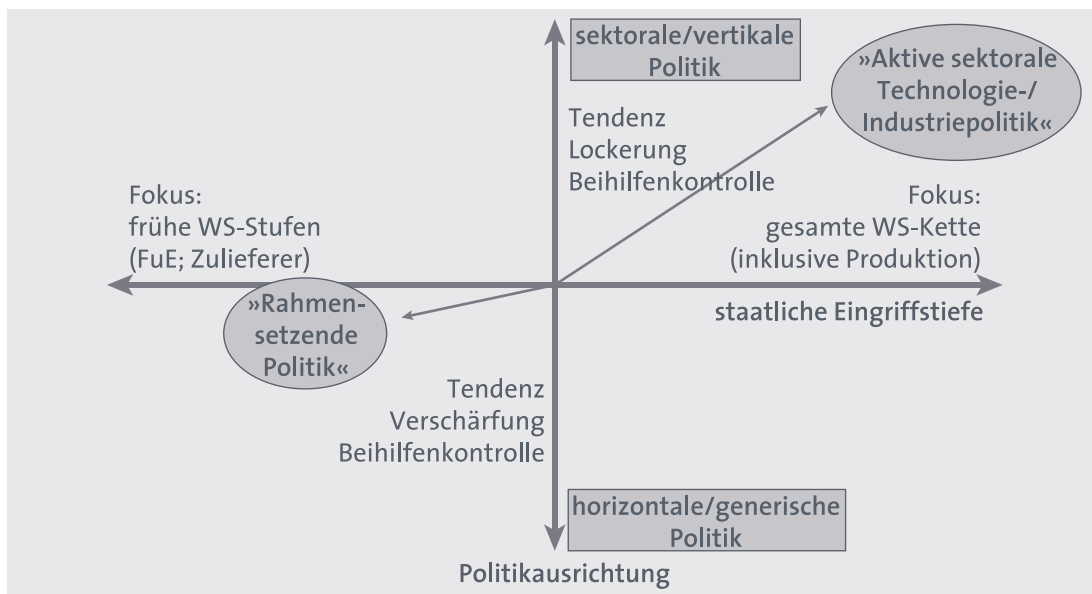 sektorale/vertikale
Politik
»Aktive sektorale
Technologie-/
Industriepolitik«
Tendenz
Lockerung
Beihilfenkontrolle
Fokus:
frühe WS-Stufen
(FuE; Zulieferer)
Fokus:
gesamte WS-Kette
(inklusive Produktion)
staatliche Eingriffstiefe
»Rahmen-
setzende
Politik«
Tendenz
Verschärfung
Beihilfenkontrolle
horizontale/generische
Politik
Politikausrichtung